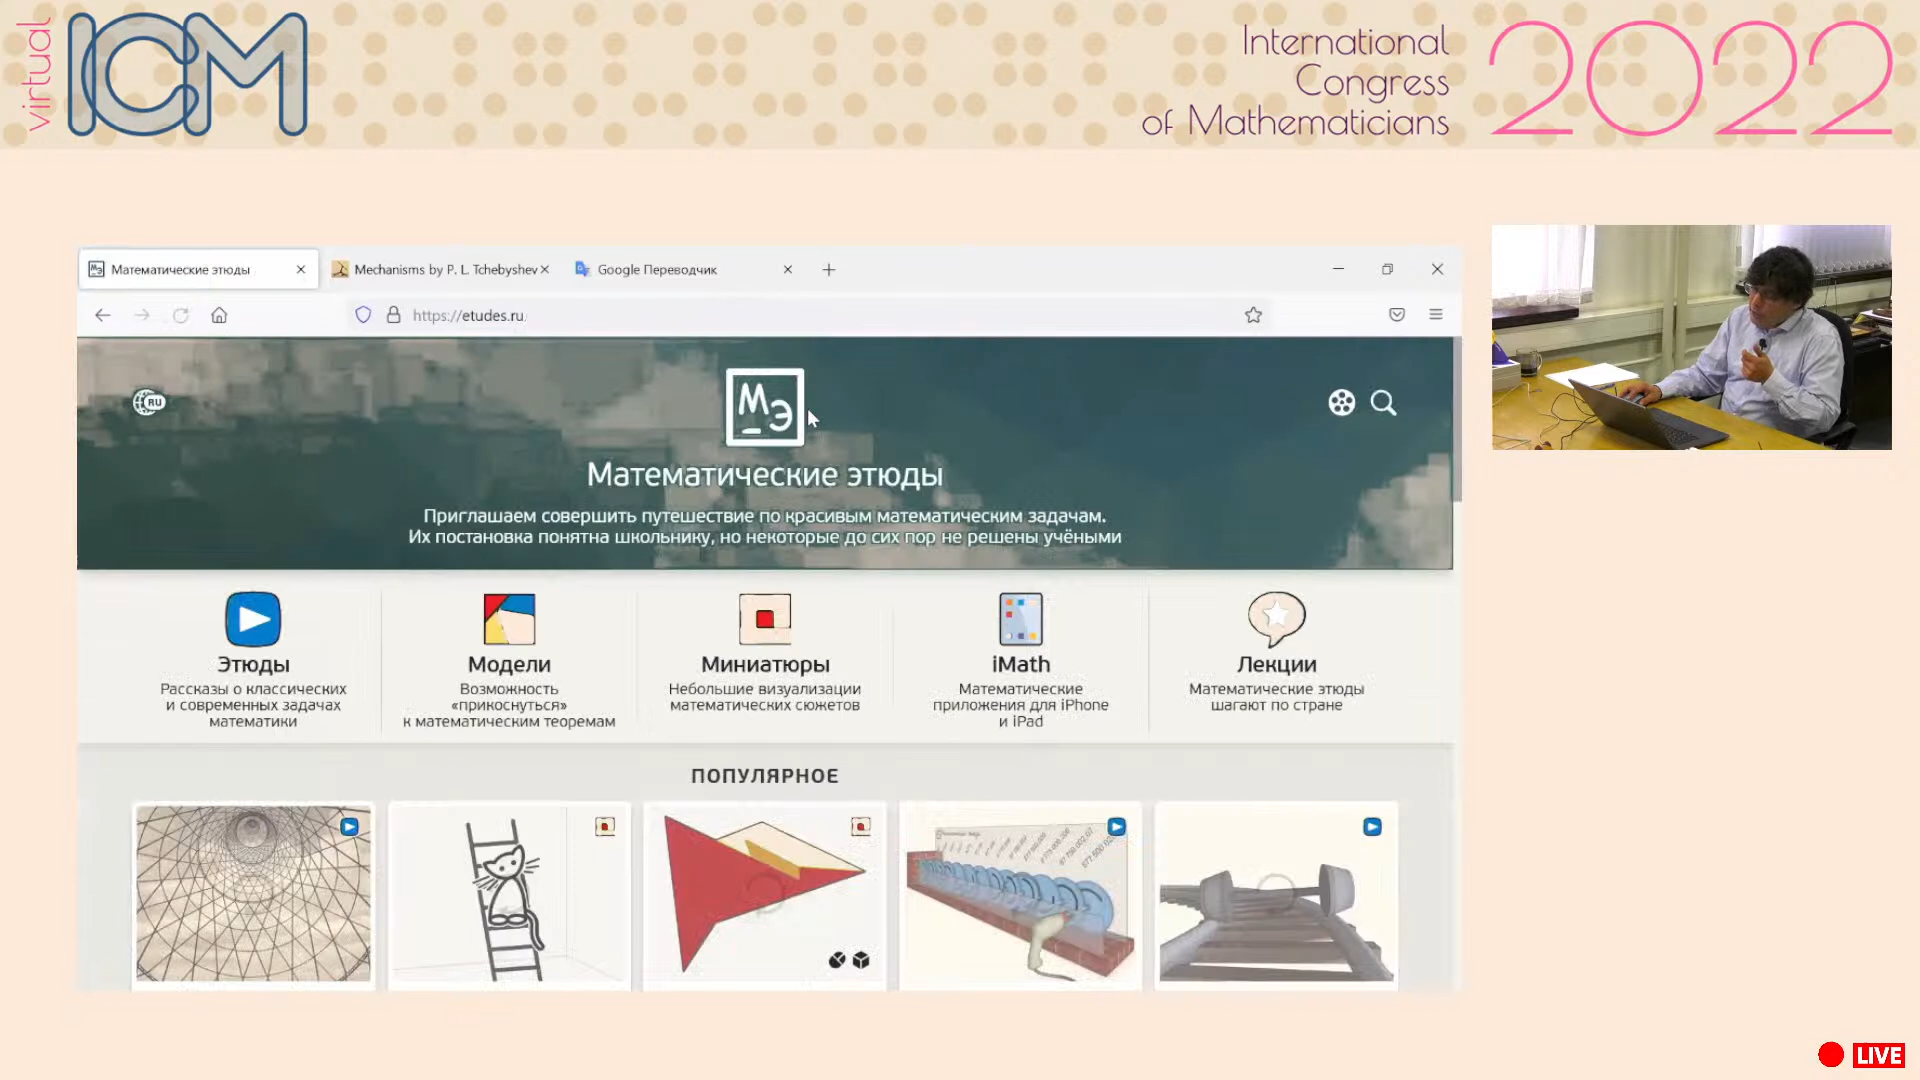 virtual
ICM
International
Congress
of Mathematicians
2022
Математические этюды
Mechanisms by P. L. Tchebyshev
Google Переводчик
https://etudes.ru
RU
МЭ
Математические этюды
Приглашаем совершить путешествие по красивым математическим задачам.
Их постановка понятна школьнику, но некоторые до сих пор не решены учёными
Этюды
Рассказы о классических
и современных задачах
математики
Модели
Возможность
«прикоснуться»
к математическим теоремам
Миниатюры
Небольшие визуализации
математических сюжетов
iMath
Математические
приложения для iPhone
и iPad
Лекции
Математические этюды
шагают по стране
ПОПУЛЯРНОЕ
LIVE